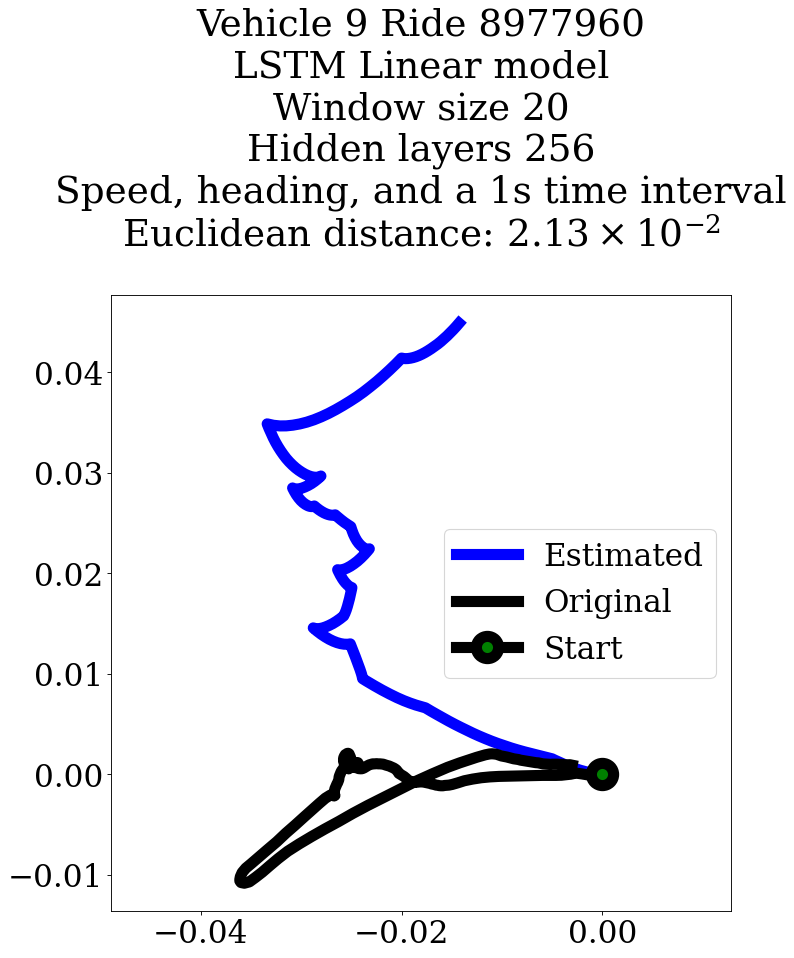 Vehicle 9 Ride 8977960
LSTM Linear model
Window size 20
Hidden layers 256
Speed, heading, and a 1s time interval
Euclidean distance: 2.13 × 10⁻²
0.04
0.03
0.02
0.01
0.00
−0.01
Estimated
Original
Start
−0.04 −0.02 0.00